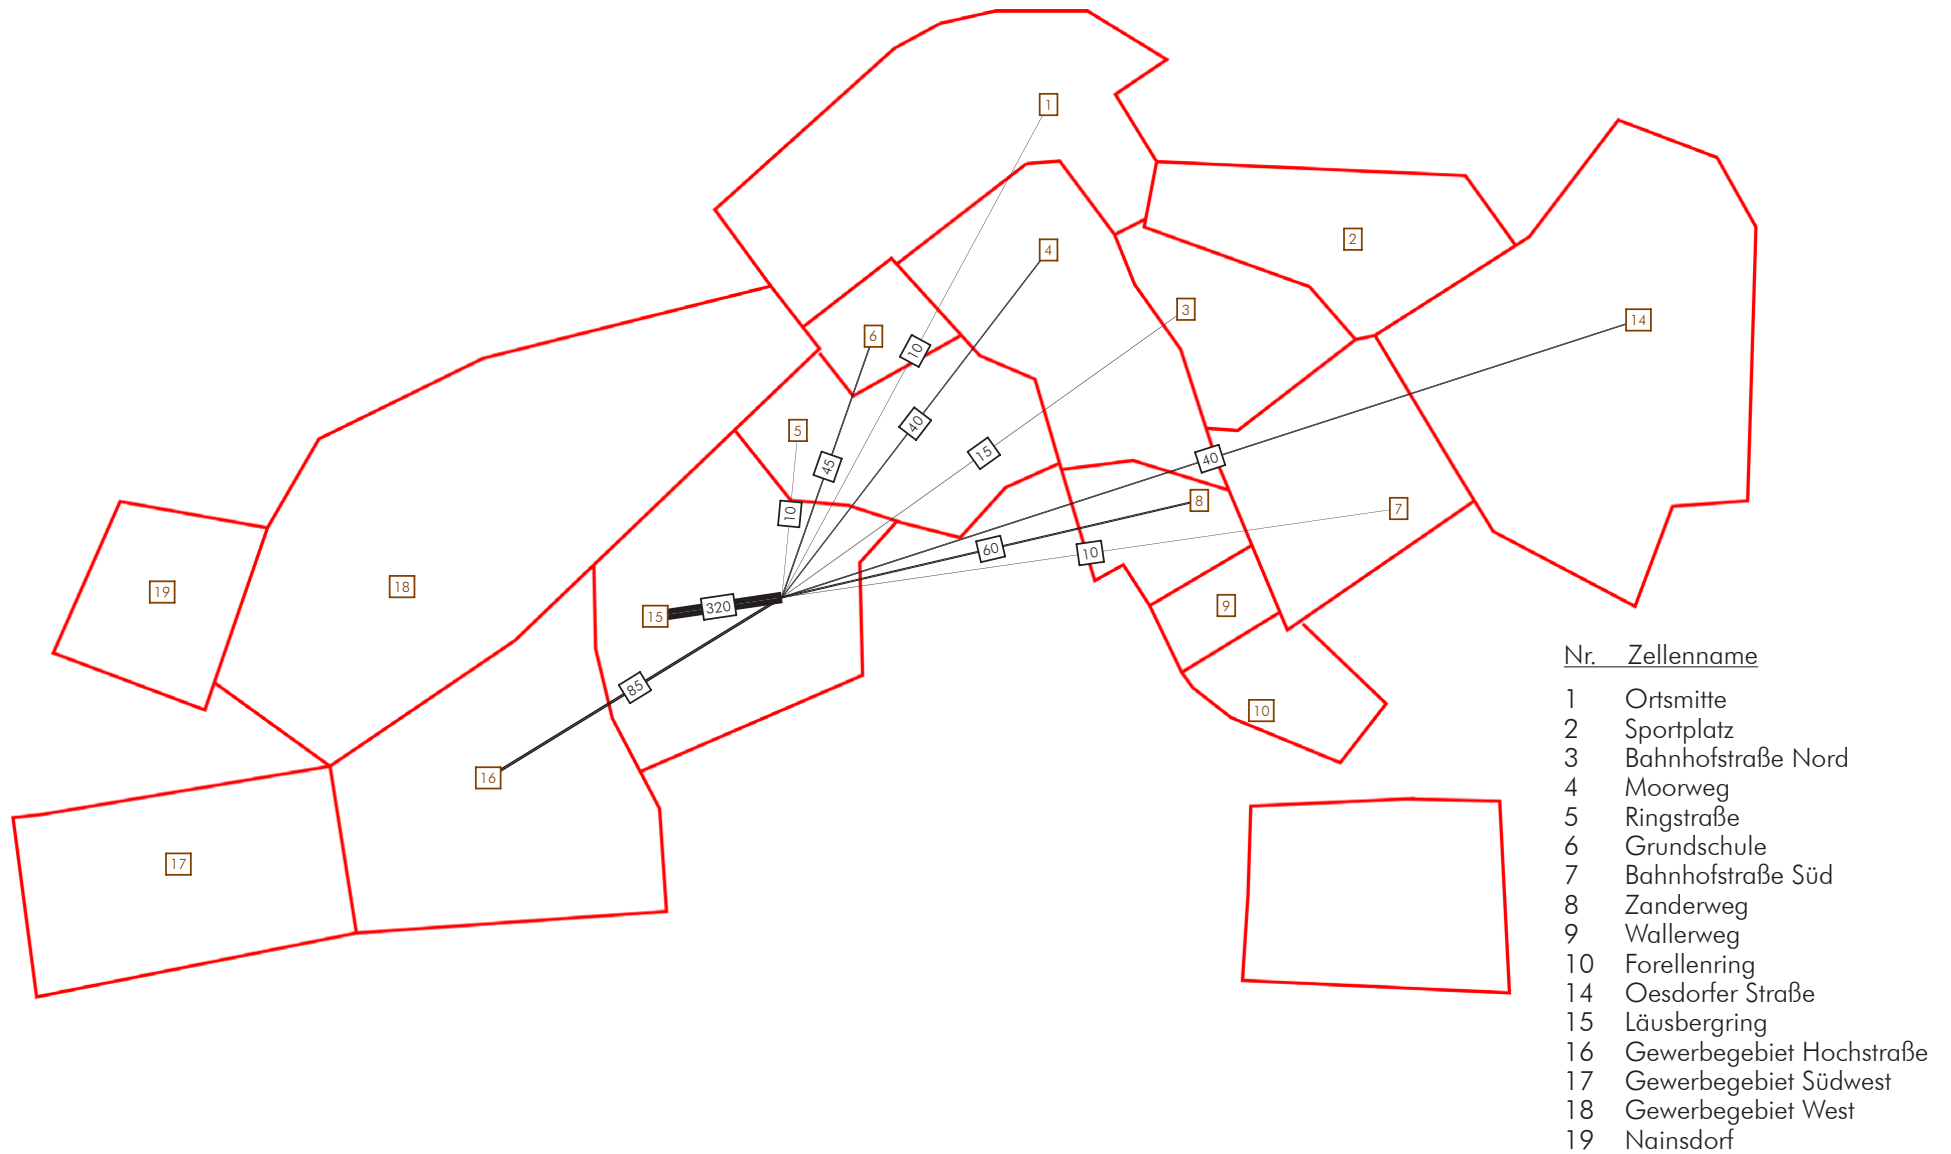 1
2
4
3
14
6
10
40
5
15
45
40
8
7
10
60
10
18
19
9
320
15
85
10
16
17
Nr. Zellenname
1 Ortsmitte
2 Sportplatz
3 Bahnhofstraße Nord
4 Moorweg
5 Ringstraße
6 Grundschule
7 Bahnhofstraße Süd
8 Zanderweg
9 Wallerweg
10 Forellenring
14 Oesdorfer Straße
15 Läusbergring
16 Gewerbegebiet Hochstraße
17 Gewerbegebiet Südwest
18 Gewerbegebiet West
19 Nainsdorf